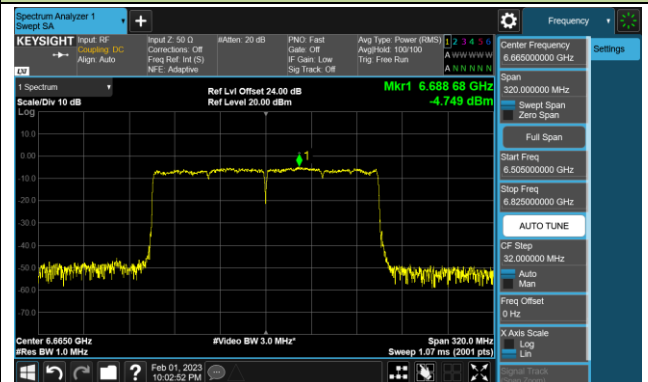 Spectrum Analyzer 1
Swept SA
Frequency
KEYSIGHT
Input: RF
Coupling: DC
Align: Auto
Input Z: 50 Ω
Corrections: Off
Freq Ref: Int (S)
NFE: Adaptive
#Atten: 20 dB
PNO: Fast
Gate: Off
IF Gain: Low
Sig Track: Off
Avg Type: Power (RMS)
Avg|Hold: 100/100
Trig: Free Run
1 2 3 4 5 6
A W W W W W
A N N N N N
LXI
1 Spectrum
Scale/Div 10 dB
Log
Ref Lvl Offset 24.00 dB
Ref Level 20.00 dBm
Mkr1 6.688 68 GHz
-4.749 dBm
10.0
0.00
-10.0
-20.0
-30.0
-40.0
-50.0
-60.0
-70.0
1
Center 6.6650 GHz
#Res BW 1.0 MHz
#Video BW 3.0 MHz*
Span 320.0 MHz
Sweep 1.07 ms (2001 pts)
Feb 01, 2023
10:02:52 PM
Center Frequency
6.665000000 GHz
Settings
Span
320.000000 MHz
Swept Span
Zero Span
Full Span
Start Freq
6.505000000 GHz
Stop Freq
6.825000000 GHz
AUTO TUNE
CF Step
32.000000 MHz
Auto
Man
Freq Offset
0 Hz
X Axis Scale
Log
Lin
Signal Track